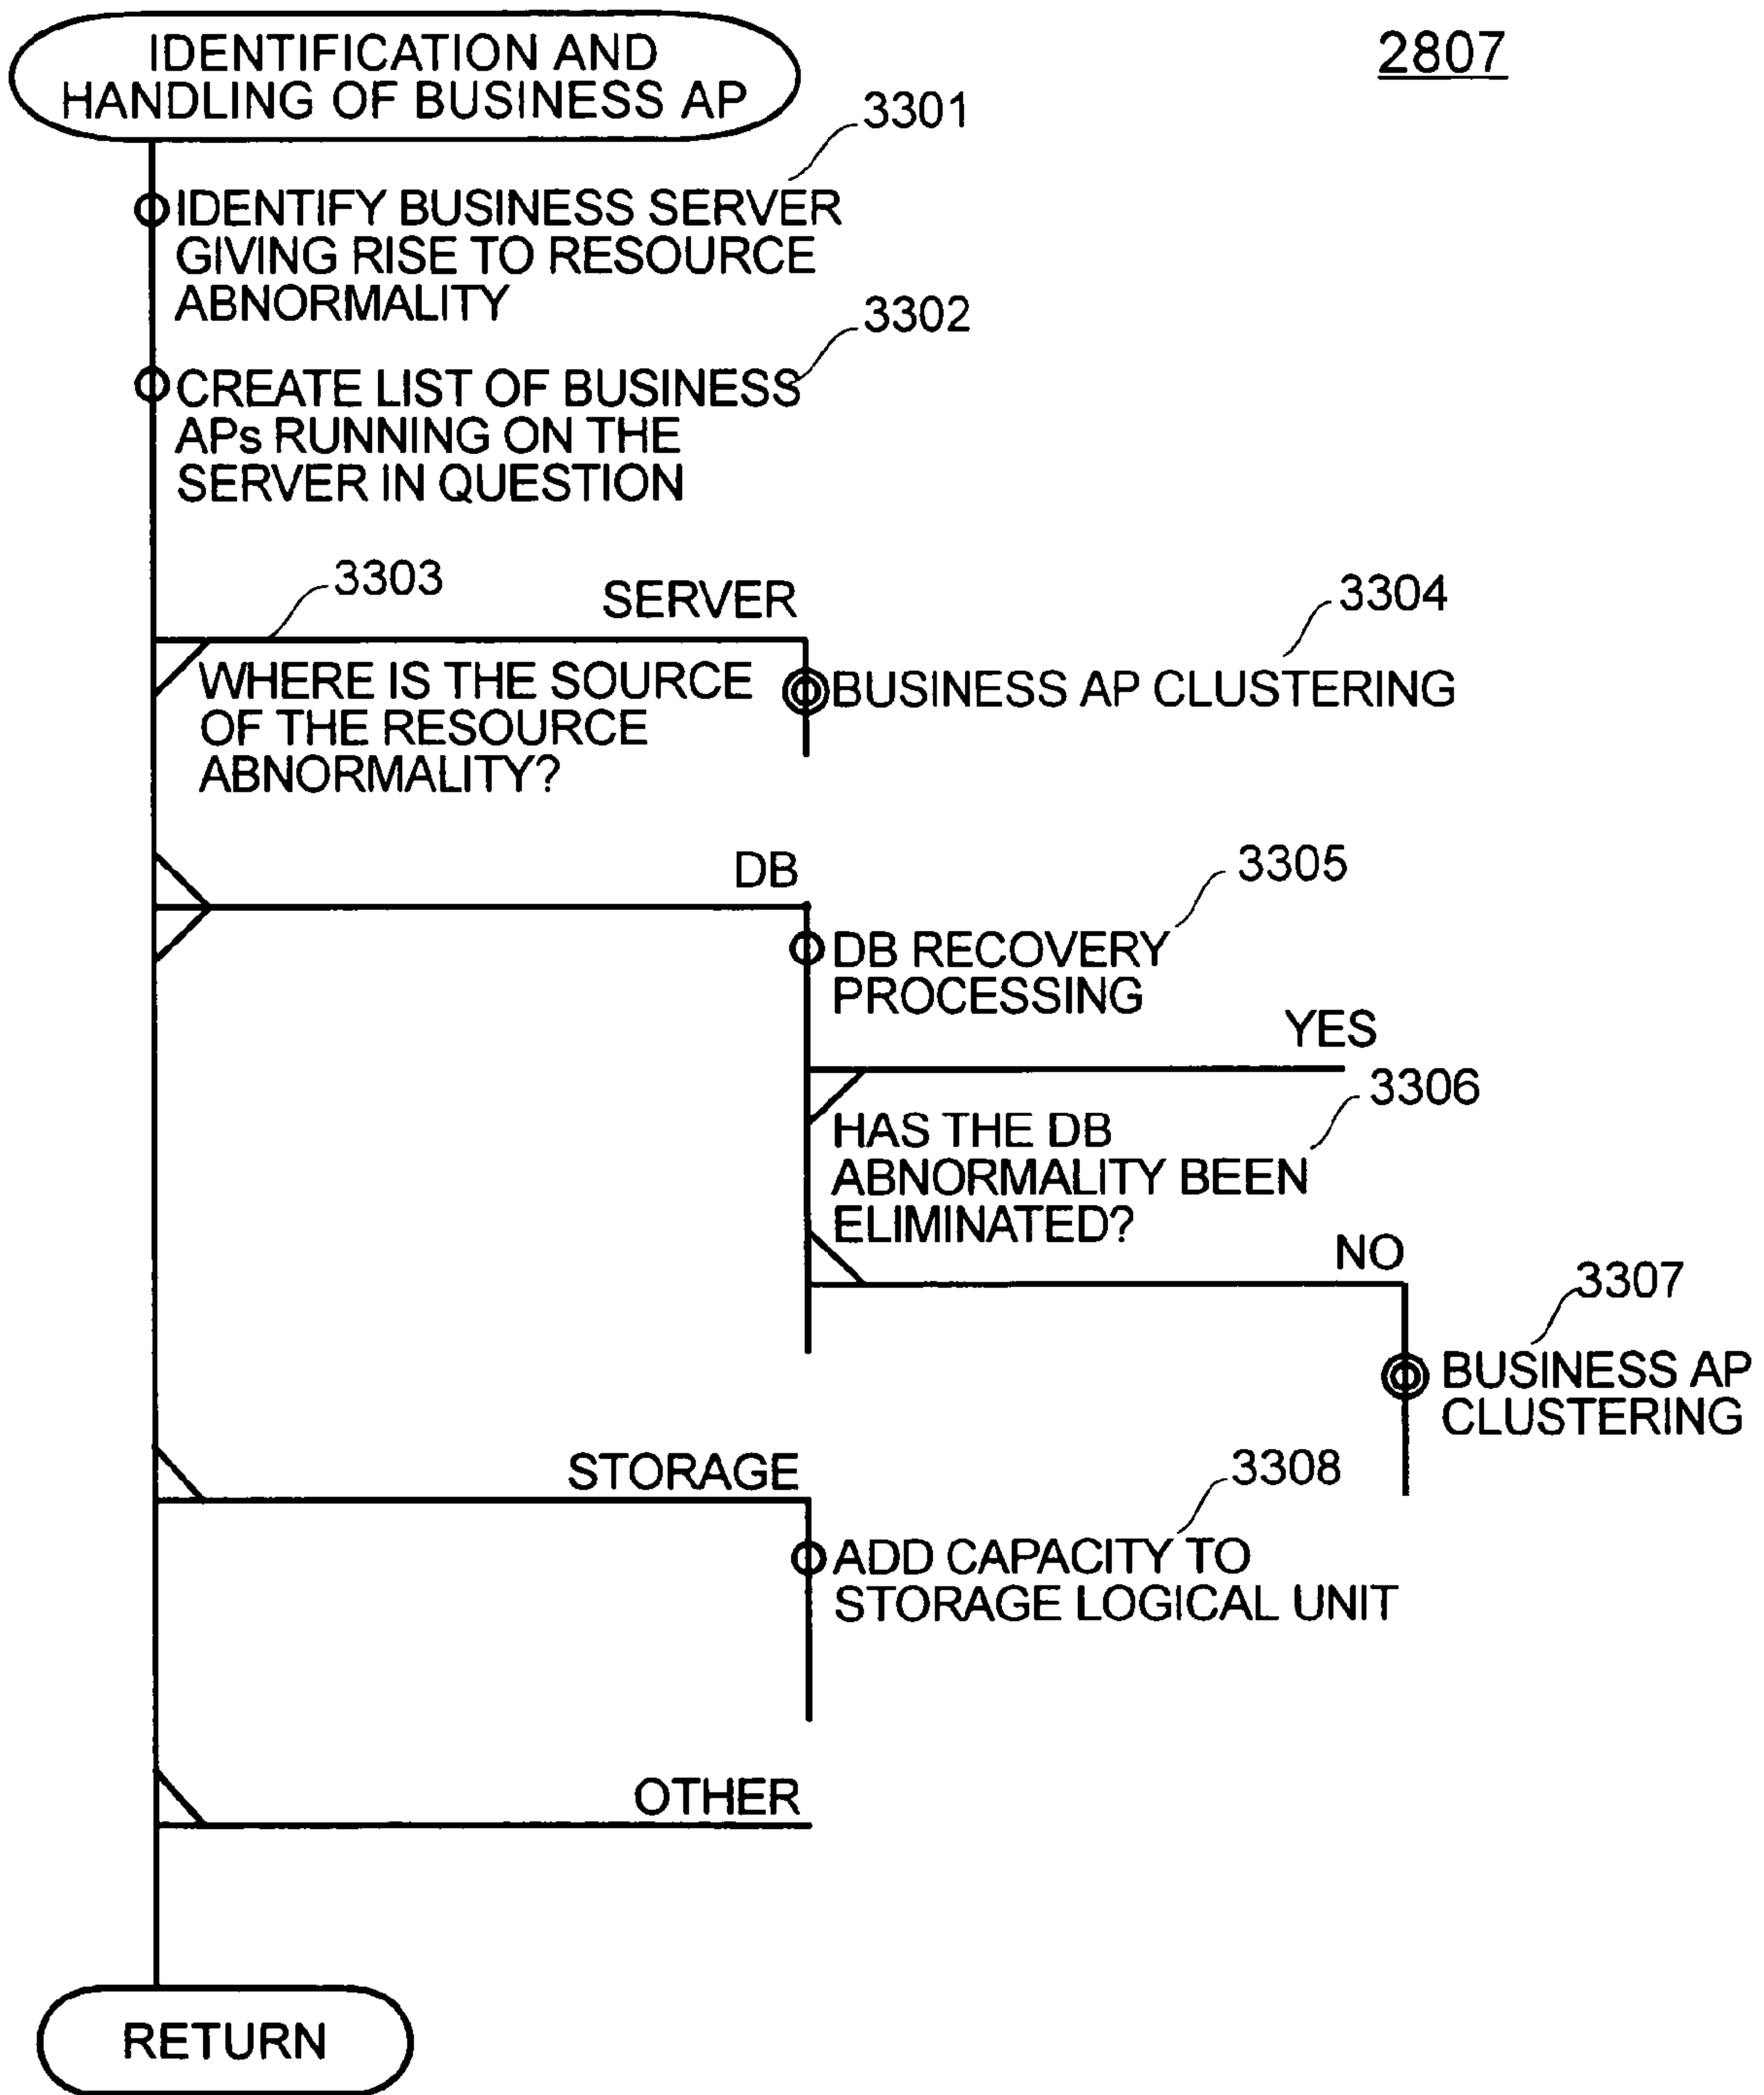 IDENTIFICATION AND
HANDLING OF BUSINESS AP
2807
3301
IDENTIFY BUSINESS SERVER
GIVING RISE TO RESOURCE
ABNORMALITY
3302
CREATE LIST OF BUSINESS
APs RUNNING ON THE
SERVER IN QUESTION
3303
SERVER
3304
WHERE IS THE SOURCE
OF THE RESOURCE
ABNORMALITY?
BUSINESS AP CLUSTERING
DB
3305
DB RECOVERY
PROCESSING
YES
3306
HAS THE DB
ABNORMALITY BEEN
ELIMINATED?
NO
3307
BUSINESS AP
CLUSTERING
STORAGE
3308
ADD CAPACITY TO
STORAGE LOGICAL UNIT
OTHER
RETURN